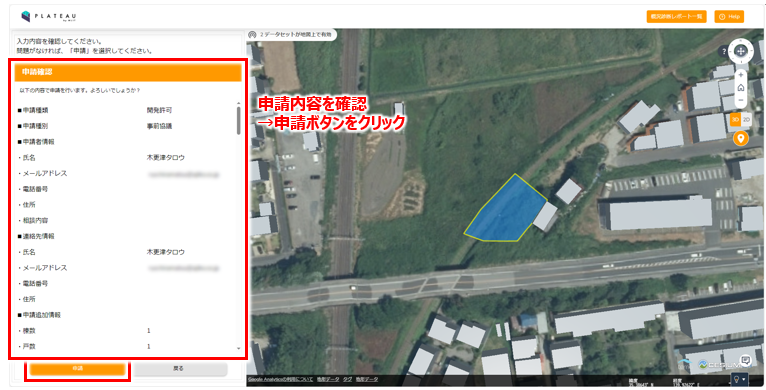 PLATEAU
概況診断レポート一覧
Help
入力内容を確認してください。
問題がなければ、「申請」を選択してください。
2 データセットが地図上で有効
申請確認
以下の内容で申請を行います。よろしいでしょうか？
■申請種類 開発許可
■申請種別 事前協議
■申請者情報
・氏名 木更津タロウ
・メールアドレス
・電話番号
・住所
・相談内容
■連絡先情報
・氏名 木更津タロウ
・メールアドレス
・電話番号
・住所
■申請追加情報
・棟数 1
・戸数 1
申請
戻る
申請内容を確認
→申請ボタンをクリック
?
3D 2D
CESIUM
Google Analyticsの利用について 地形データ タグ 地形データ